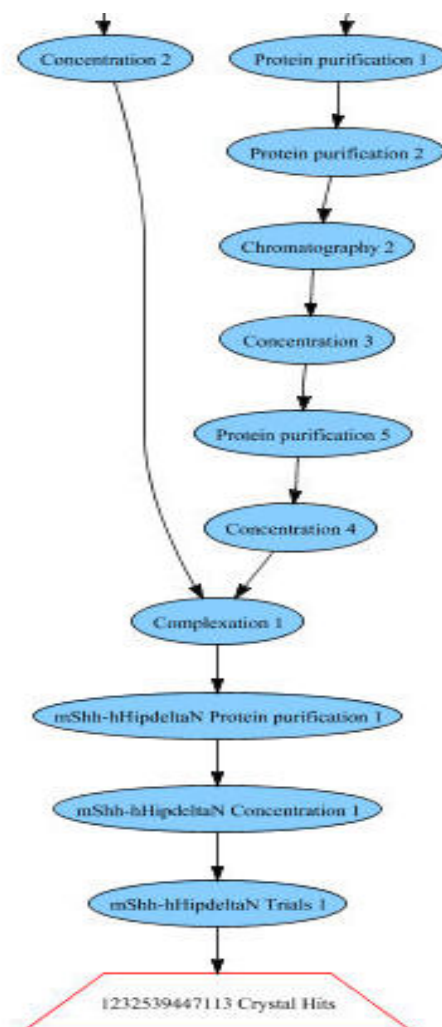 Concentration 2
Protein purification 1
Protein purification 2
Chromatography 2
Concentration 3
Protein purification 5
Concentration 4
Complexation 1
mShh-hHipdeltaN Protein purification 1
mShh-hHipdeltaN Concentration 1
mShh-hHipdeltaN Trials 1
1232539447113 Crystal Hits